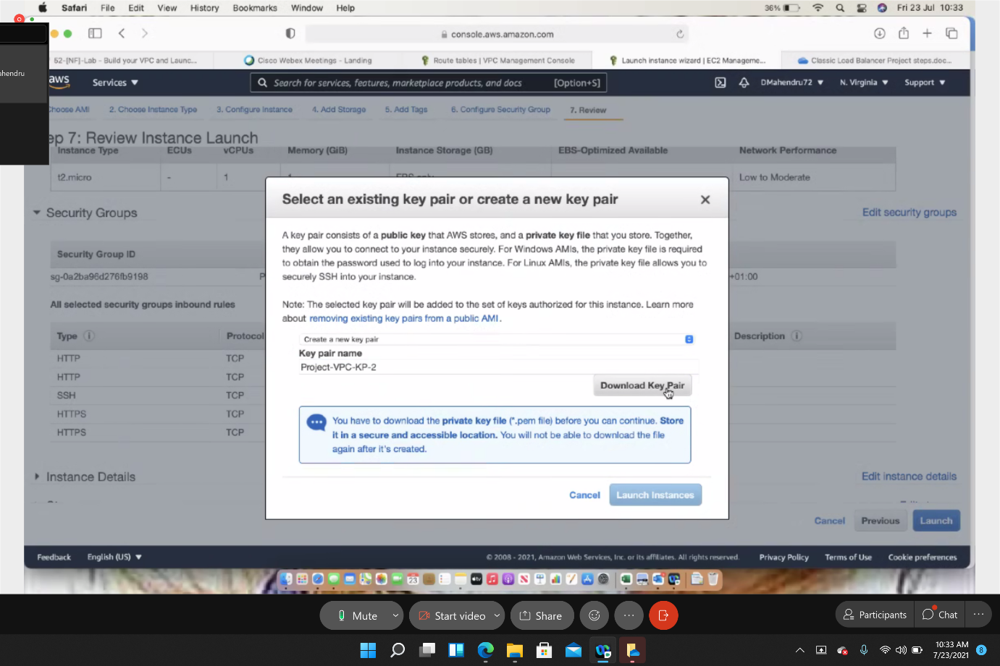 Safari File Edit View History Bookmarks Window Help 36% Fri 23 Jul 10:33
console.aws.amazon.com
52-[NF]-Lab - Build your VPC and Launc... Cisco Webex Meetings - Landing Route tables | VPC Management Console Launch instance wizard | EC2 Manageme... Classic Load Balancer Project steps.doc...
ahendru
aws Services Search for services, features, marketplace products, and docs [Option+S] DMahendru72 N. Virginia Support
hoose AMI 2. Choose Instance Type 3. Configure Instance 4. Add Storage 5. Add Tags 6. Configure Security Group 7. Review
ep 7: Review Instance Launch
Instance Type ECUs vCPUs Memory (GiB) Instance Storage (GB) EBS-Optimized Available Network Performance
t2.micro - 1 1 EBS only Low to Moderate
Security Groups Edit security groups
Security Group ID
sg-0a2ba96d276fb9198 P +01:00
All selected security groups inbound rules
Type Protocol Description
HTTP TCP
HTTP TCP
SSH TCP
HTTPS TCP
HTTPS TCP
Instance Details Edit instance details
Select an existing key pair or create a new key pair
A key pair consists of a public key that AWS stores, and a private key file that you store. Together,
they allow you to connect to your instance securely. For Windows AMIs, the private key file is required
to obtain the password used to log into your instance. For Linux AMIs, the private key file allows you to
securely SSH into your instance.
Note: The selected key pair will be added to the set of keys authorized for this instance. Learn more
about removing existing key pairs from a public AMI.
Create a new key pair
Key pair name
Project-VPC-KP-2
Download Key Pair
You have to download the private key file (*.pem file) before you can continue. Store
it in a secure and accessible location. You will not be able to download the file
again after it's created.
Cancel Launch Instances
Cancel Previous Launch
Feedback English (US) © 2008 - 2021, Amazon Web Services, Inc. or its affiliates. All rights reserved. Privacy Policy Terms of Use Cookie preferences
23
Mute Start video Share Participants Chat
10:33 AM
7/23/2021 8